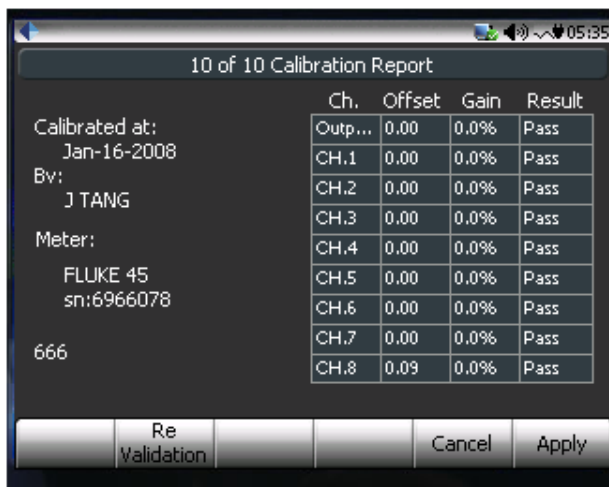 05:35
10 of 10 Calibration Report
Calibrated at:
Jan-16-2008
By:
J TANG
Meter:
FLUKE 45
sn:6966078
666
Ch. Offset Gain Result
Outp... 0.00 0.0% Pass
CH.1 0.00 0.0% Pass
CH.2 0.00 0.0% Pass
CH.3 0.00 0.0% Pass
CH.4 0.00 0.0% Pass
CH.5 0.00 0.0% Pass
CH.6 0.00 0.0% Pass
CH.7 0.00 0.0% Pass
CH.8 0.09 0.0% Pass
Re
Validation
Cancel
Apply